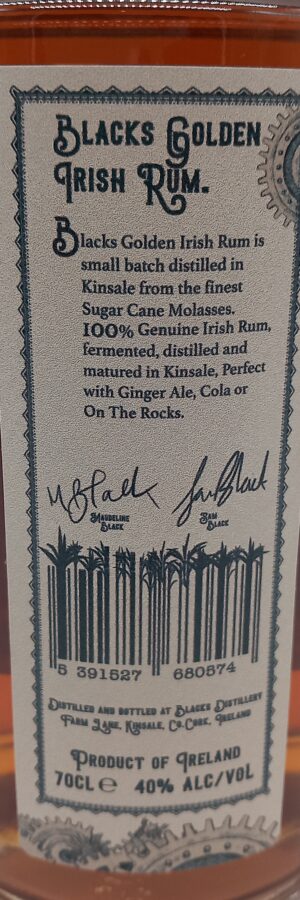 Blacks Golden
Irish Rum.
Blacks Golden Irish Rum is
small batch distilled in
Kinsale from the finest
Sugar Cane Molasses.
100% Genuine Irish Rum,
fermented, distilled and
matured in Kinsale, Perfect
with Ginger Ale, Cola or
On The Rocks.
M Black
Sam Black
Maudeline
Black
Sam
Black
5 391527 680574
Distilled and bottled at Blacks Distillery
Farm Lane, Kinsale, Co.Cork, Ireland
Product of Ireland
70CL e 40% ALC/VOL